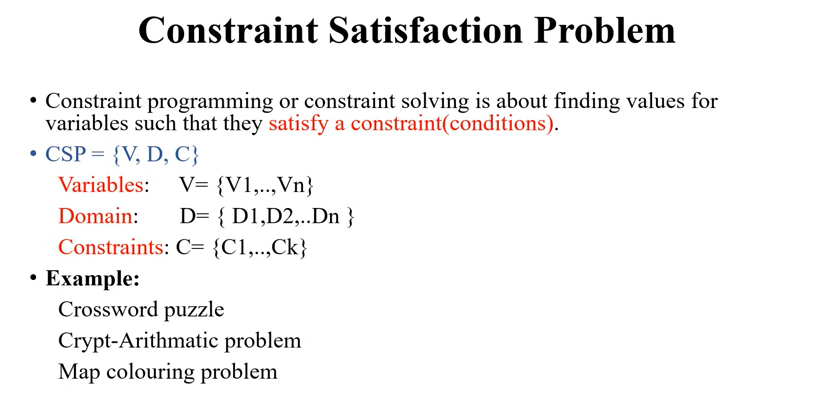 Constraint Satisfaction Problem
• Constraint programming or constraint solving is about finding values for
variables such that they satisfy a constraint(conditions).
• CSP = {V, D, C}
Variables: V= {V1,..,Vn}
Domain: D= { D1,D2,..Dn }
Constraints: C= {C1,..,Ck}
• Example:
Crossword puzzle
Crypt-Arithmatic problem
Map colouring problem